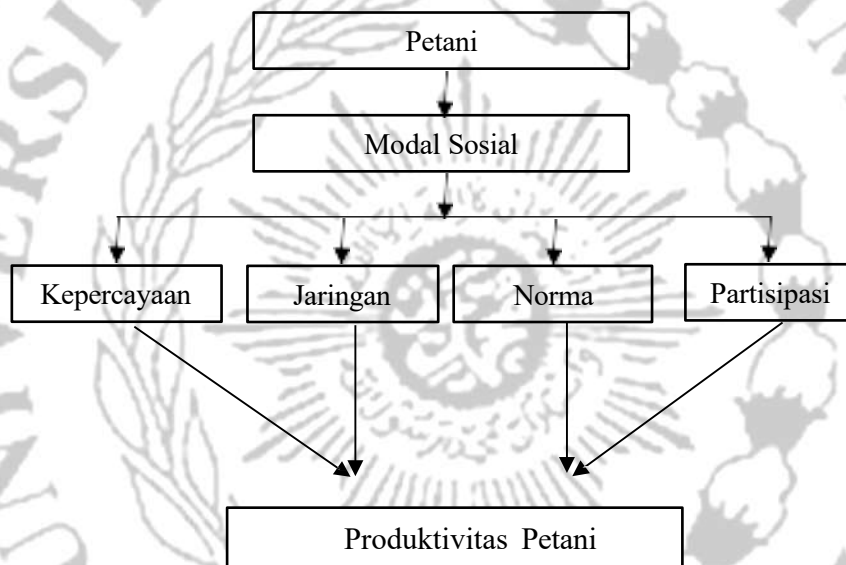 Petani
Modal Sosial
Kepercayaan
Jaringan
Norma
Partisipasi
Produktivitas Petani